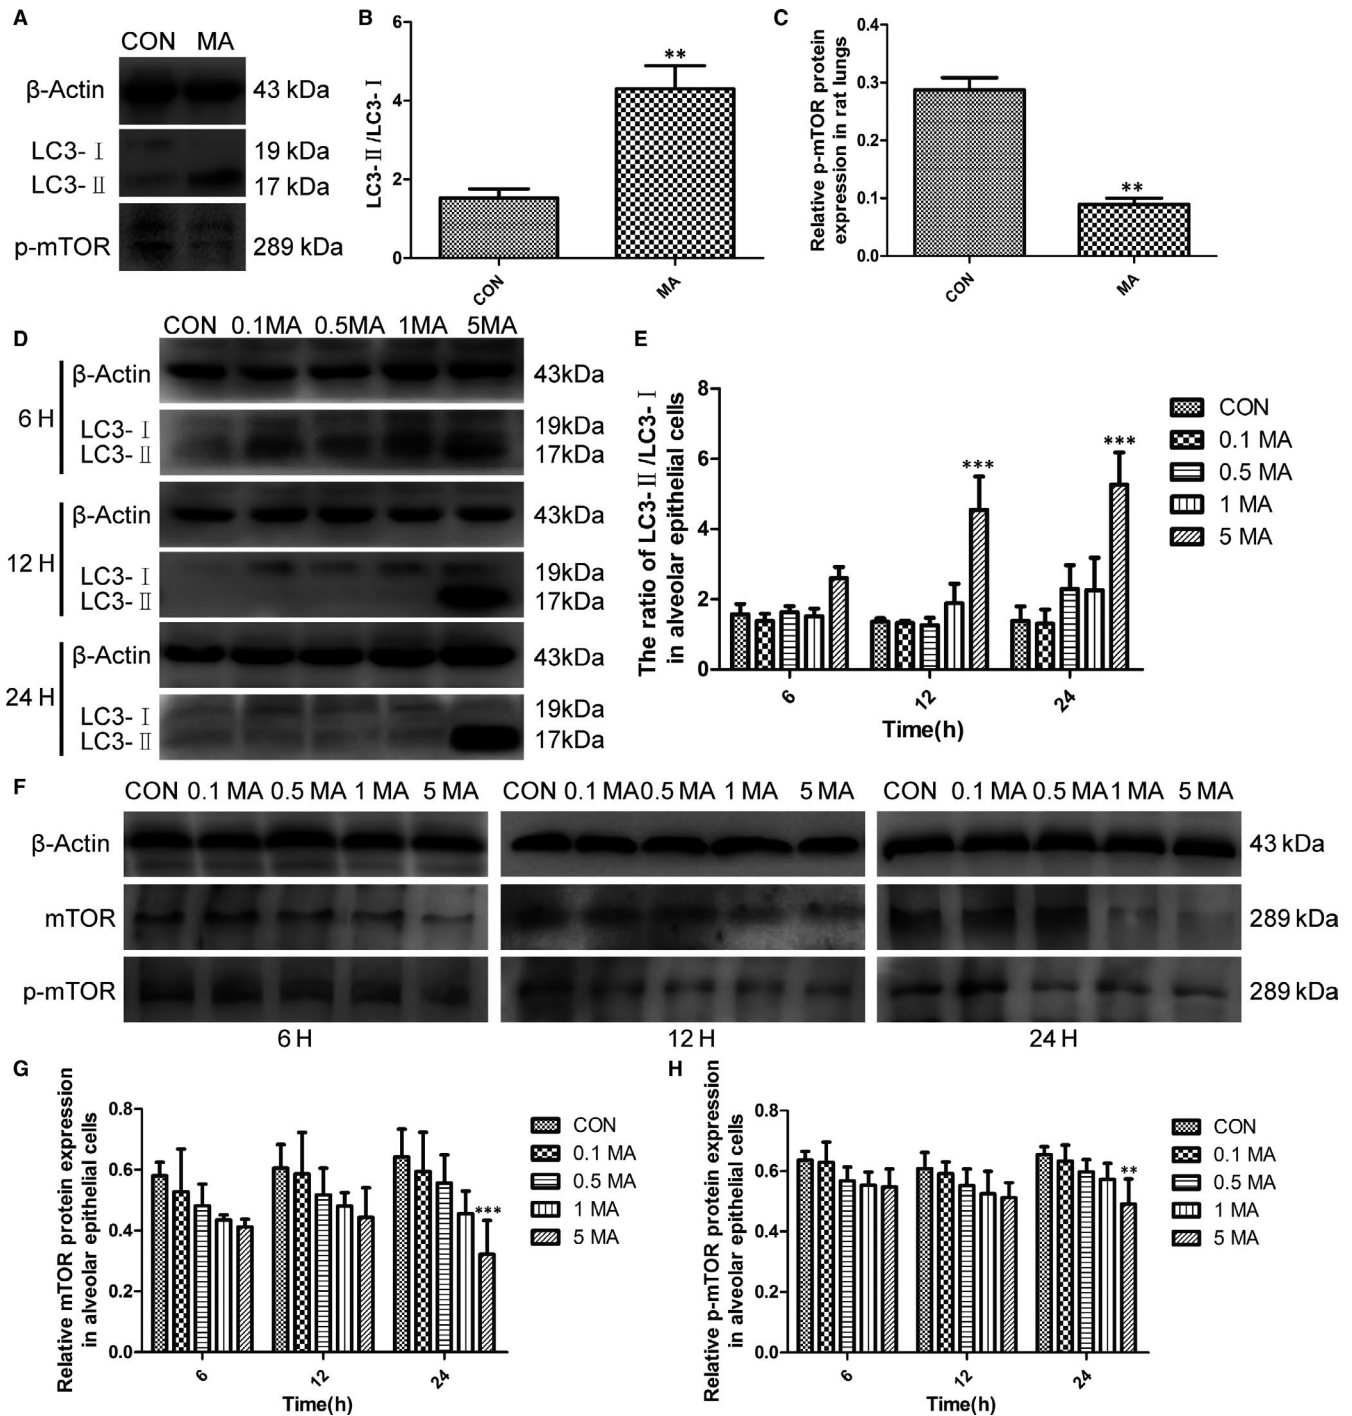 A
CON MA
β-Actin 43 kDa
LC3-Ⅰ 19 kDa
LC3-Ⅱ 17 kDa
p-mTOR 289 kDa
B
LC3-Ⅱ/LC3-Ⅰ
6
4
2
0
**
CON MA
C
Relative p-mTOR protein
expression in rat lungs
0.4
0.3
0.2
0.1
0.0
**
CON MA
D
CON 0.1MA 0.5MA 1MA 5MA
6 H
β-Actin 43kDa
LC3-Ⅰ 19kDa
LC3-Ⅱ 17kDa
12 H
β-Actin 43kDa
LC3-Ⅰ 19kDa
LC3-Ⅱ 17kDa
24 H
β-Actin 43kDa
LC3-Ⅰ 19kDa
LC3-Ⅱ 17kDa
E
The ratio of LC3-Ⅱ/LC3-Ⅰ
in alveolar epithelial cells
8
6
4
2
0
***
***
6 12 24
Time(h)
CON
0.1 MA
0.5 MA
1 MA
5 MA
F
CON 0.1 MA 0.5 MA 1 MA 5 MA CON 0.1 MA 0.5 MA 1 MA 5 MA CON 0.1 MA 0.5 MA 1 MA 5 MA
β-Actin 43 kDa
mTOR 289 kDa
p-mTOR 289 kDa
6 H 12 H 24 H
G
Relative mTOR protein expression
in alveolar epithelial cells
0.8
0.6
0.4
0.2
0.0
***
6 12 24
Time(h)
CON
0.1 MA
0.5 MA
1 MA
5 MA
H
Relative p-mTOR protein expression
in alveolar epithelial cells
0.8
0.6
0.4
0.2
0.0
**
6 12 24
Time(h)
CON
0.1 MA
0.5 MA
1 MA
5 MA